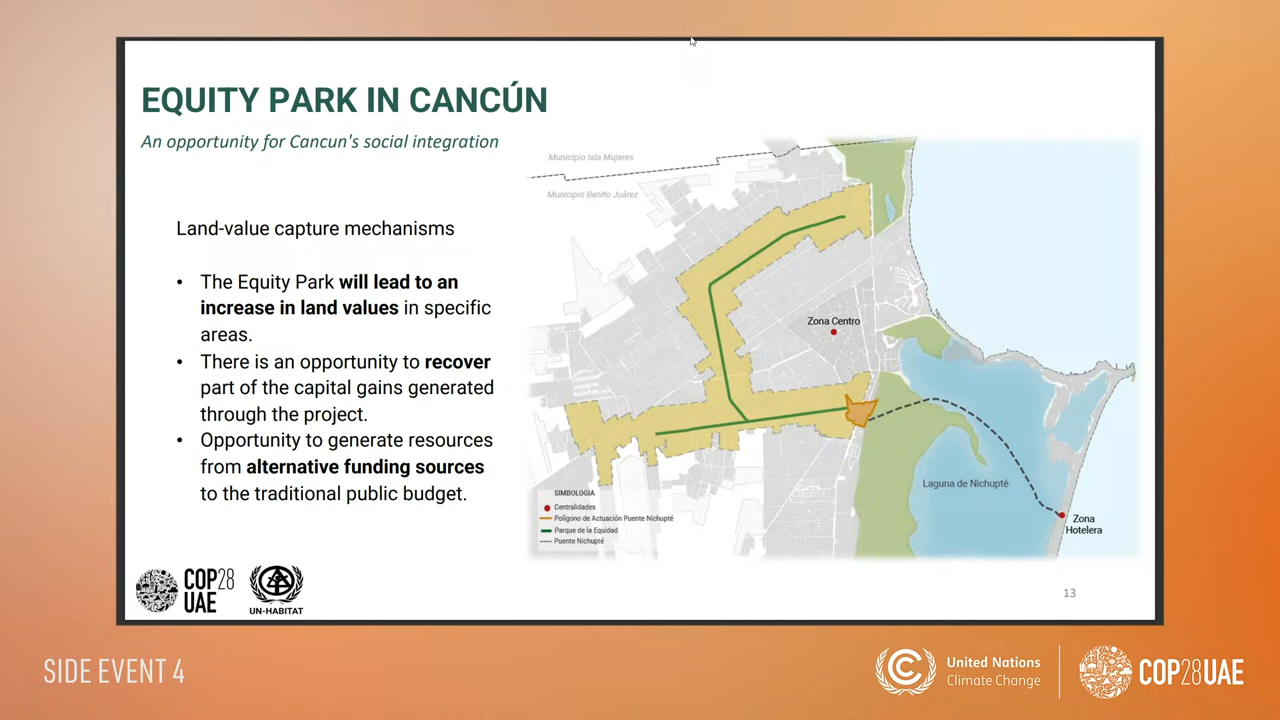 EQUITY PARK IN CANCÚN
An opportunity for Cancun's social integration
Land-value capture mechanisms
• The Equity Park will lead to an
increase in land values in specific
areas.
• There is an opportunity to recover
part of the capital gains generated
through the project.
• Opportunity to generate resources
from alternative funding sources
to the traditional public budget.
Municipio Isla Mujeres
Municipio Benito Juárez
Zona Centro
Laguna de Nichupté
Zona
Hotelera
SIMBOLOGIA
Centralidades
Polígono de Actuación Puente Nichupté
Parque de la Equidad
Puente Nichupté
COP28
UAE
UN-HABITAT
13
SIDE EVENT 4
United Nations
Climate Change
COP28UAE